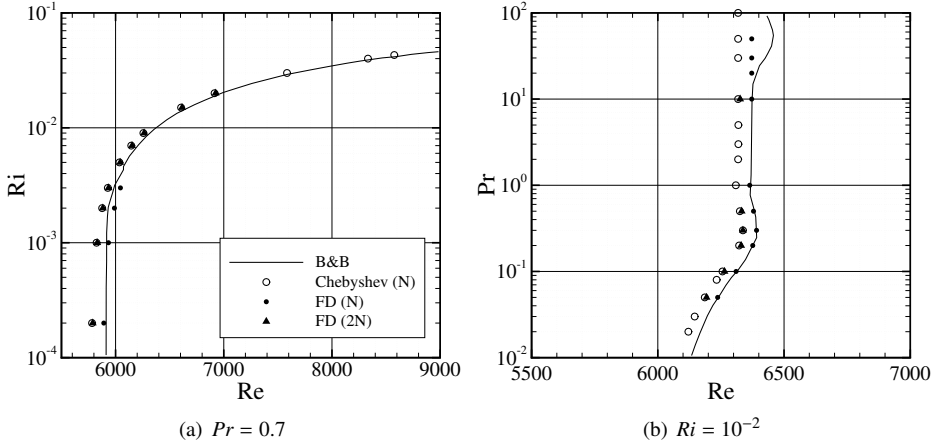 10⁰
10⁻¹
10⁻²
10⁻³
10⁻⁴
Ri
6000 7000 8000 9000
Re
B&B
Chebyshev (N)
FD (N)
FD (2N)
(a) Pr = 0.7
10²
10¹
10⁰
10⁻¹
10⁻²
Pr
5500 6000 6500 7000
Re
(b) Ri = 10⁻²